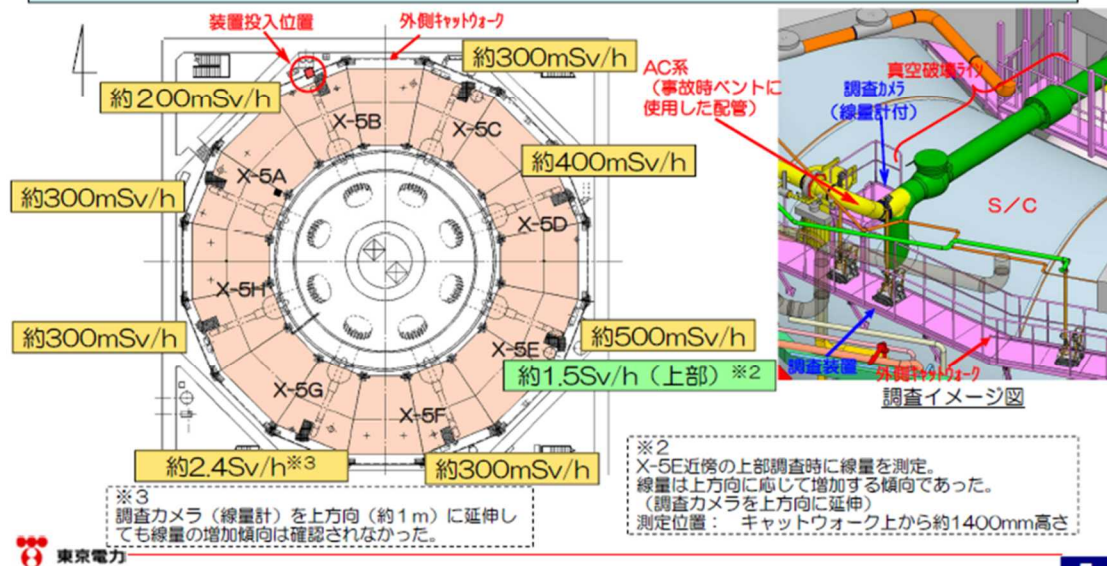 装置投入位置
外側キャットウォーク
約300mSv/h
約200mSv/h
X-5B
X-5C
約400mSv/h
X-5A
約300mSv/h
X-5D
X-5H
約300mSv/h
X-5E
約500mSv/h
約1.5Sv/h（上部）※2
X-5G
X-5F
約2.4Sv/h※3
約300mSv/h
※3
調査カメラ（線量計）を上方向（約1m）に延伸し
ても線量の増加傾向は確認されなかった。
AC系
（事故時ベントに
使用した配管）
真空破壊ライン
調査カメラ
（線量計付）
S／C
調査装置
外側キャットウォーク
調査イメージ図
※2
X-5E近傍の上部調査時に線量を測定。
線量は上方向に応じて増加する傾向であった。
（調査カメラを上方向に延伸）
測定位置：　キャットウォーク上から約1400mm高さ
東京電力